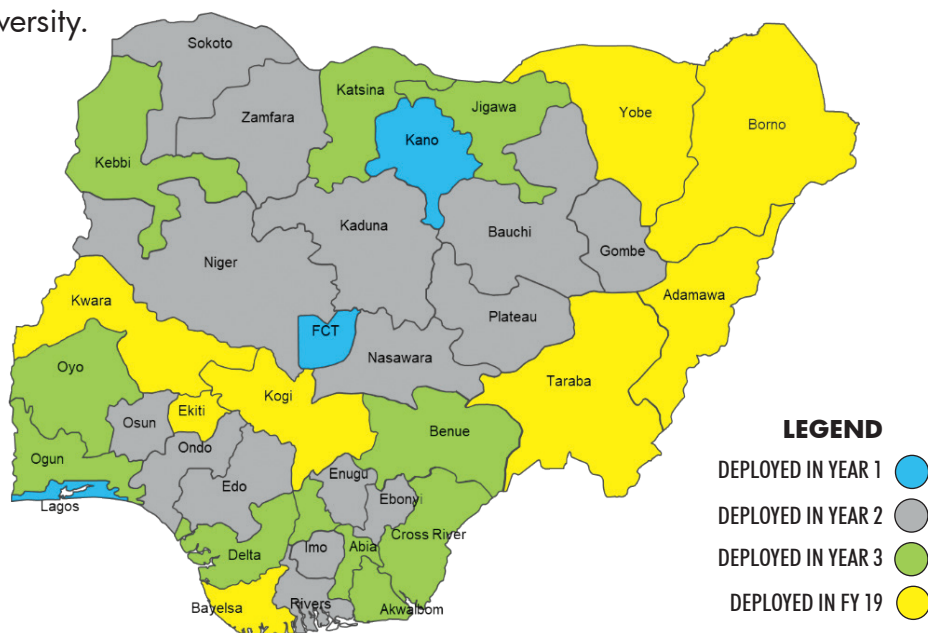 versity.
Sokoto
Katsina
Jigawa
Zamfara
Yobe
Borno
Kano
Kebbi
Kaduna
Bauchi
Gombe
Niger
Kwara
Adamawa
Plateau
FCT
Nasawara
Oyo
Taraba
Kogi
Ekiti
Osun
Benue
Ondo
Ogun
Enugu
Edo
Ebonyi
Lagos
Cross River
Imo
Abia
Delta
Rivers
Bayelsa
AkwaIbom
LEGEND
DEPLOYED IN YEAR 1
DEPLOYED IN YEAR 2
DEPLOYED IN YEAR 3
DEPLOYED IN FY 19